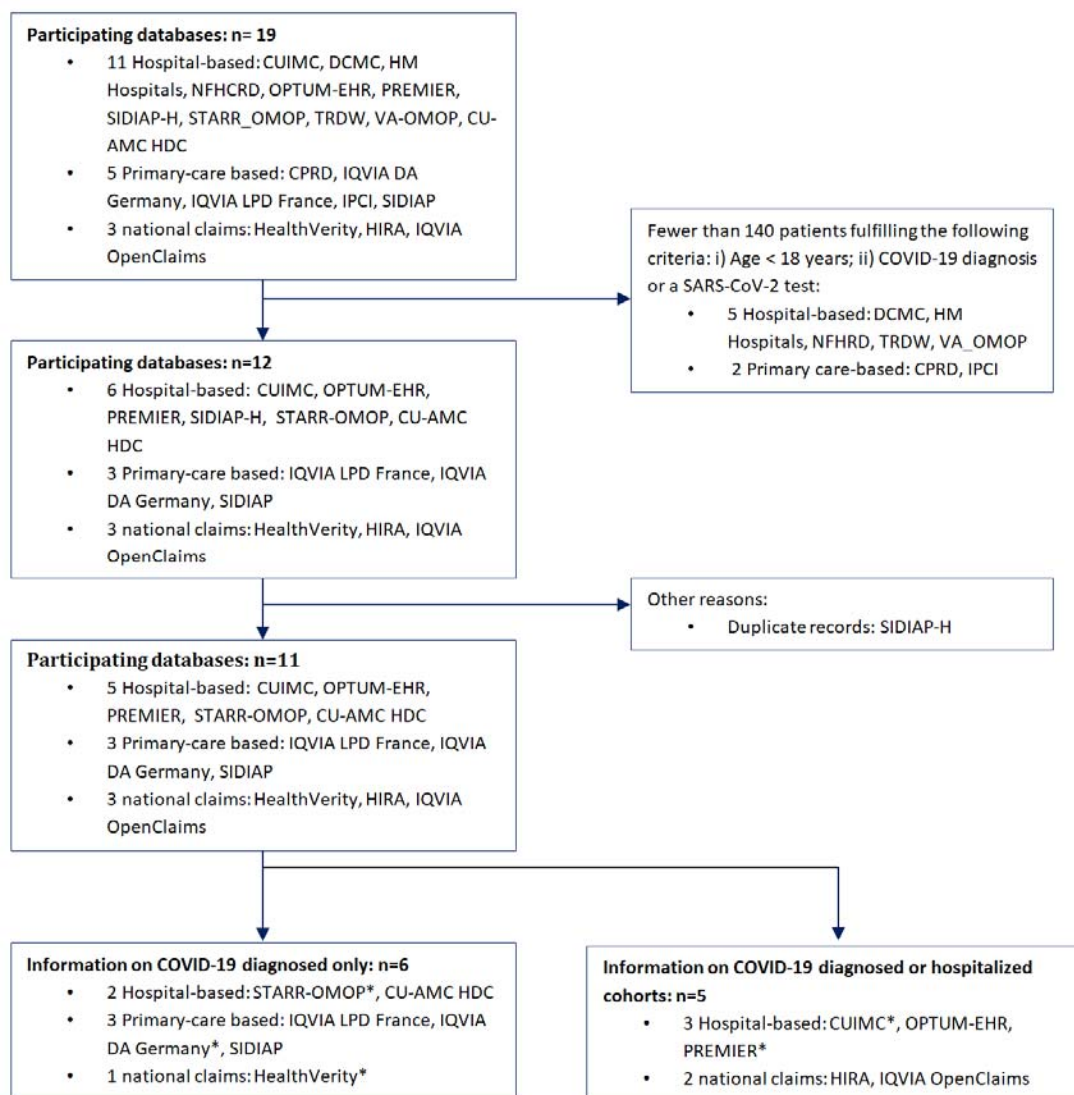 Participating databases: n= 19
• 11 Hospital-based: CUIMC, DCMC, HM
Hospitals, NFHCRD, OPTUM-EHR, PREMIER,
SIDIAP-H, STARR_OMOP, TRDW, VA-OMOP, CU-
AMC HDC
• 5 Primary-care based: CPRD, IQVIA DA
Germany, IQVIA LPD France, IPCI, SIDIAP
• 3 national claims: HealthVerity, HIRA, IQVIA
OpenClaims
Fewer than 140 patients fulfilling the following
criteria: i) Age < 18 years; ii) COVID-19 diagnosis
or a SARS-CoV-2 test:
• 5 Hospital-based: DCMC, HM
Hospitals, NFHRD, TRDW, VA_OMOP
• 2 Primary care-based: CPRD, IPCI
Participating databases: n=12
• 6 Hospital-based: CUIMC, OPTUM-EHR,
PREMIER, SIDIAP-H, STARR-OMOP, CU-AMC
HDC
• 3 Primary-care based: IQVIA LPD France, IQVIA
DA Germany, SIDIAP
• 3 national claims: HealthVerity, HIRA, IQVIA
OpenClaims
Other reasons:
• Duplicate records: SIDIAP-H
Participating databases: n=11
• 5 Hospital-based: CUIMC, OPTUM-EHR,
PREMIER, STARR-OMOP, CU-AMC HDC
• 3 Primary-care based: IQVIA LPD France, IQVIA
DA Germany, SIDIAP
• 3 national claims: HealthVerity, HIRA, IQVIA
OpenClaims
Information on COVID-19 diagnosed only: n=6
• 2 Hospital-based: STARR-OMOP*, CU-AMC HDC
• 3 Primary-care based: IQVIA LPD France, IQVIA
DA Germany*, SIDIAP
• 1 national claims: HealthVerity*
Information on COVID-19 diagnosed or hospitalized
cohorts: n=5
• 3 Hospital-based: CUIMC*, OPTUM-EHR,
PREMIER*
• 2 national claims: HIRA, IQVIA OpenClaims